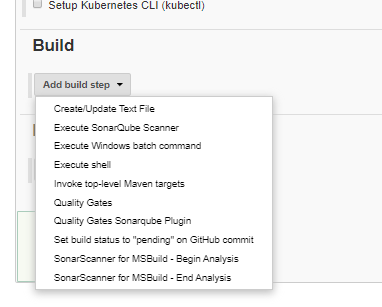 Setup Kubernetes CLI (kubectl)
Build
Add build step
Create/Update Text File
Execute SonarQube Scanner
Execute Windows batch command
Execute shell
Invoke top-level Maven targets
Quality Gates
Quality Gates Sonarqube Plugin
Set build status to "pending" on GitHub commit
SonarScanner for MSBuild - Begin Analysis
SonarScanner for MSBuild - End Analysis